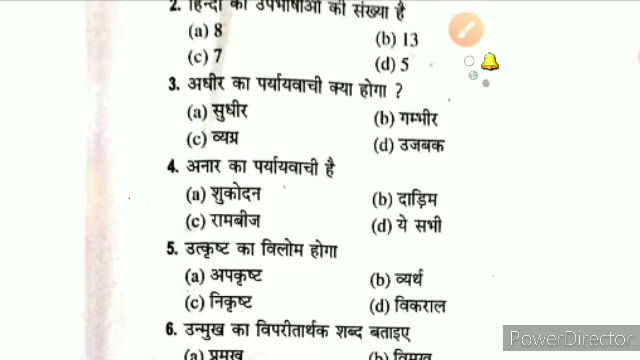 2. हिन्दी की उपभाषाओं की संख्या है
(a) 8 (b) 13
(c) 7 (d) 5
3. अधीर का पर्यायवाची क्या होगा ?
(a) सुधीर (b) गम्भीर
(c) व्यग्र (d) उजबक
4. अनार का पर्यायवाची है
(a) शुकोदन (b) दाड़िम
(c) रामबीज (d) ये सभी
5. उत्कृष्ट का विलोम होगा
(a) अपकृष्ट (b) व्यर्थ
(c) निकृष्ट (d) विकराल
6. उन्मुख का विपरीतार्थक शब्द बताइए
(a) प्रमुख (b) विमुख
PowerDirector